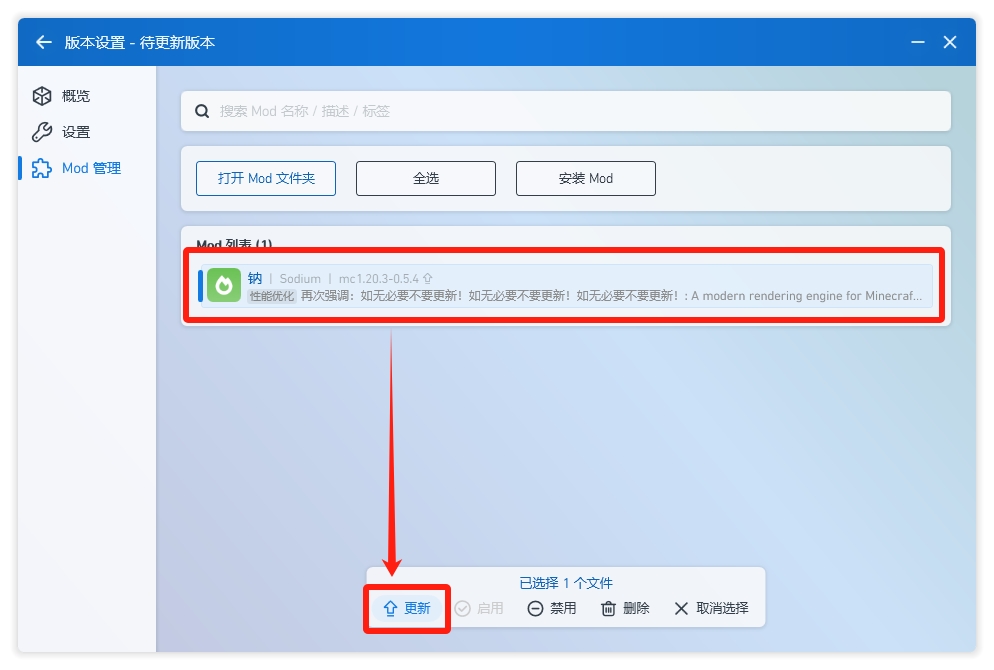 版本设置 - 待更新版本
概览
设置
Mod 管理
搜索 Mod 名称 / 描述 / 标签
打开 Mod 文件夹
全选
安装 Mod
Mod 列表 (1)
钠 | Sodium | mc1.20.3-0.5.4
性能优化 再次强调：如无必要不要更新！如无必要不要更新！如无必要不要更新！: A modern rendering engine for Minecraf...
已选择 1 个文件
更新 启用 禁用 删除 取消选择